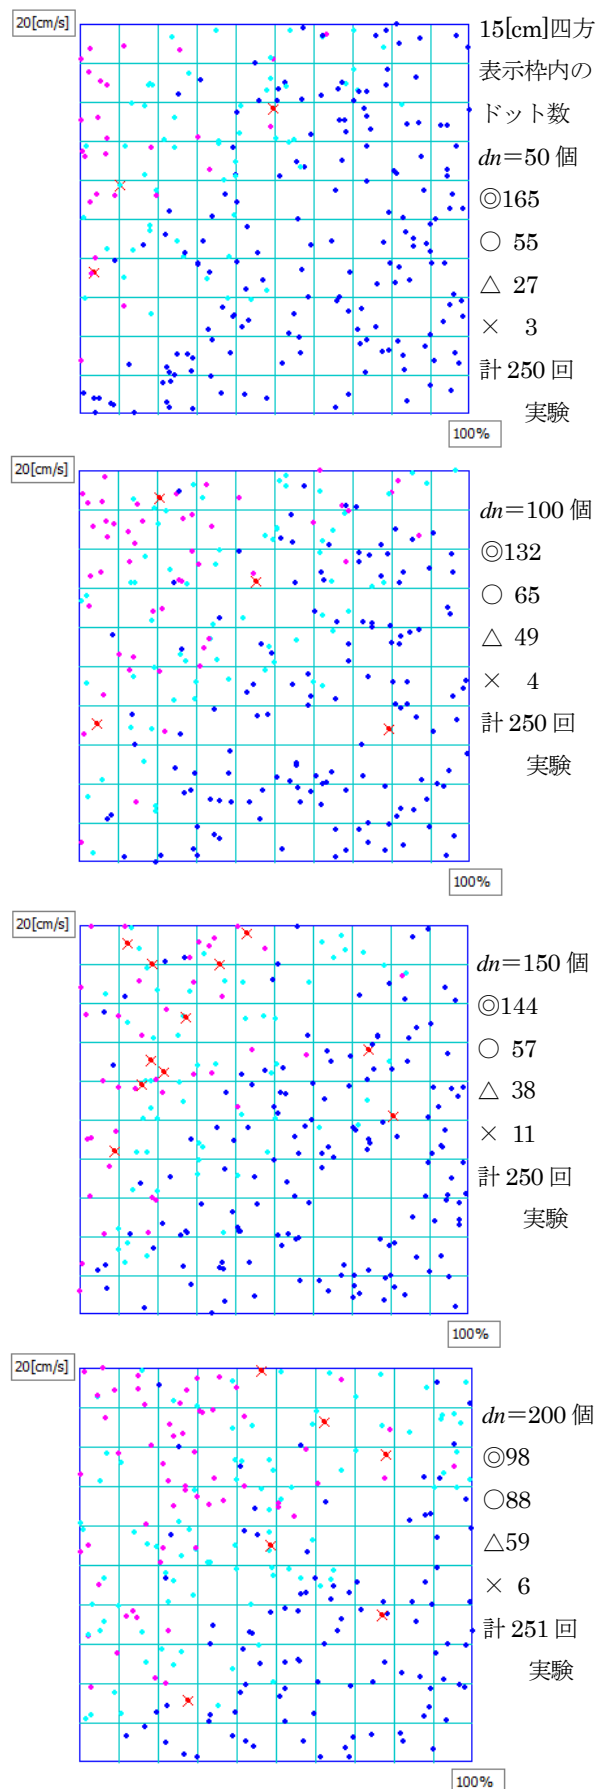 20[cm/s]
15[cm]四方
表示枠内の
ドット数
dn=50 個
◎165
○ 55
△ 27
× 3
計 250 回
実験
100%
20[cm/s]
dn=100 個
◎132
○ 65
△ 49
× 4
計 250 回
実験
100%
20[cm/s]
dn=150 個
◎144
○ 57
△ 38
× 11
計 250 回
実験
100%
20[cm/s]
dn=200 個
◎98
○88
△59
× 6
計 251 回
実験
100%